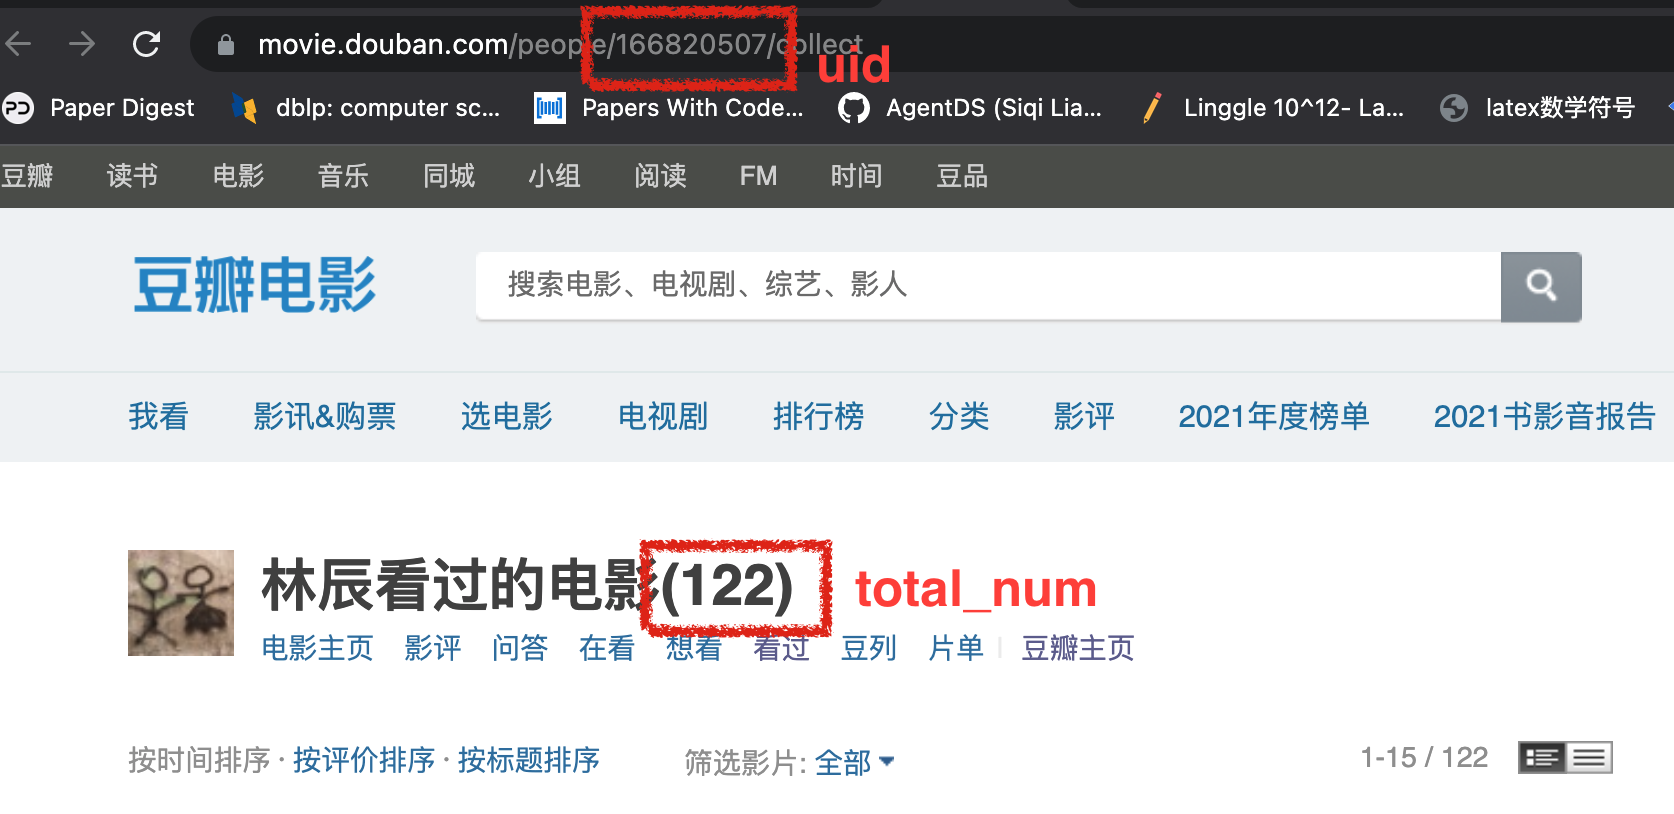 movie.douban.com/people/166820507/collect
uid
Paper Digest dblp: computer sc... Papers With Code... AgentDS (Siqi Lia... Linggle 10^12- La... latex数学符号
豆瓣 读书 电影 音乐 同城 小组 阅读 FM 时间 豆品
豆瓣电影 搜索电影、电视剧、综艺、影人
我看 影讯&购票 选电影 电视剧 排行榜 分类 影评 2021年度榜单 2021书影音报告
林辰看过的电影(122) total_num
电影主页 影评 问答 在看 想看 看过 豆列 片单 豆瓣主页
按时间排序 · 按评价排序 · 按标题排序 筛选影片: 全部 1-15 / 122